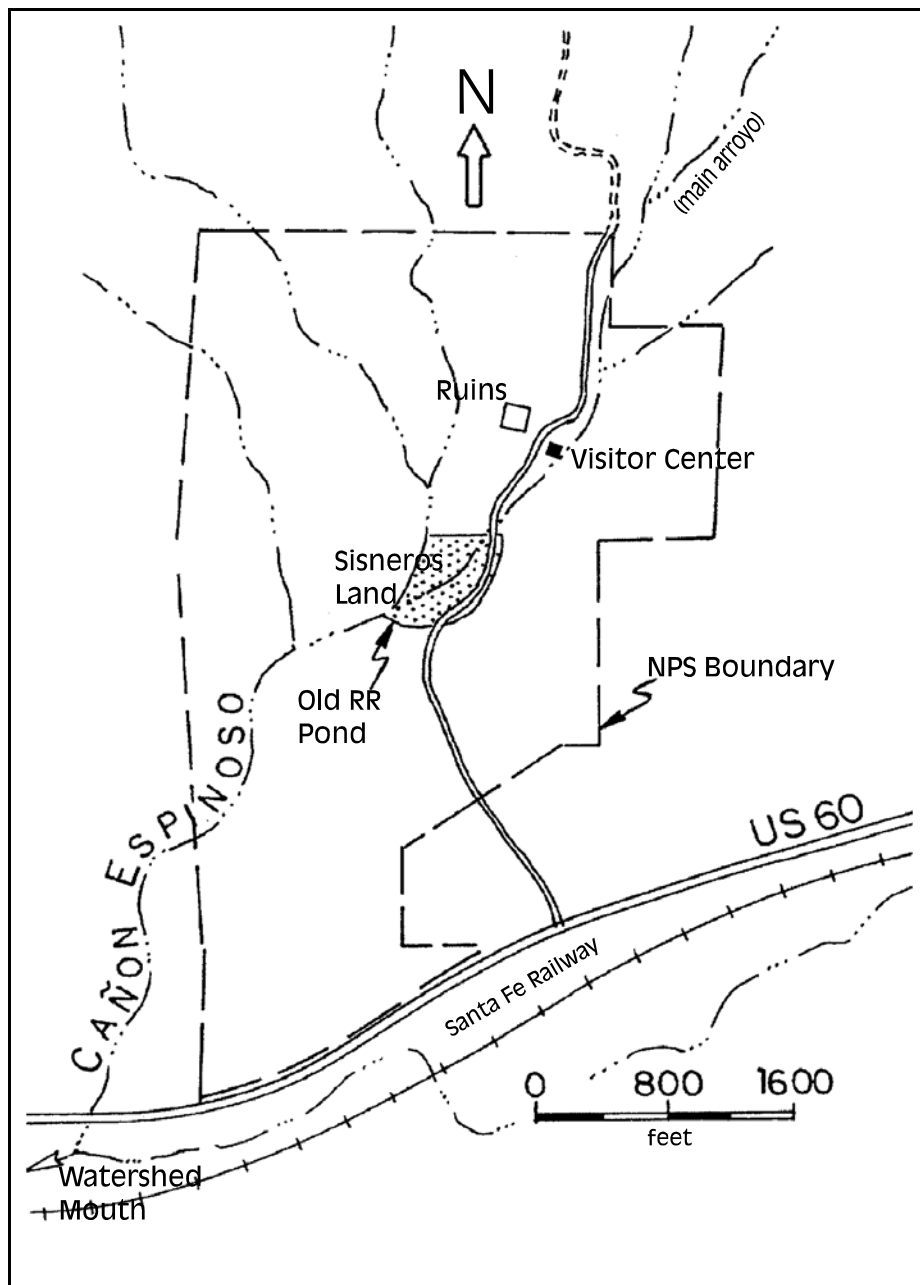 N
(main arroyo)
Ruins
Visitor Center
Sisneros
Land
Old RR
Pond
NPS Boundary
CAÑON ESPINOSO
US 60
Santa Fe Railway
0 800 1600
feet
Watershed
Mouth